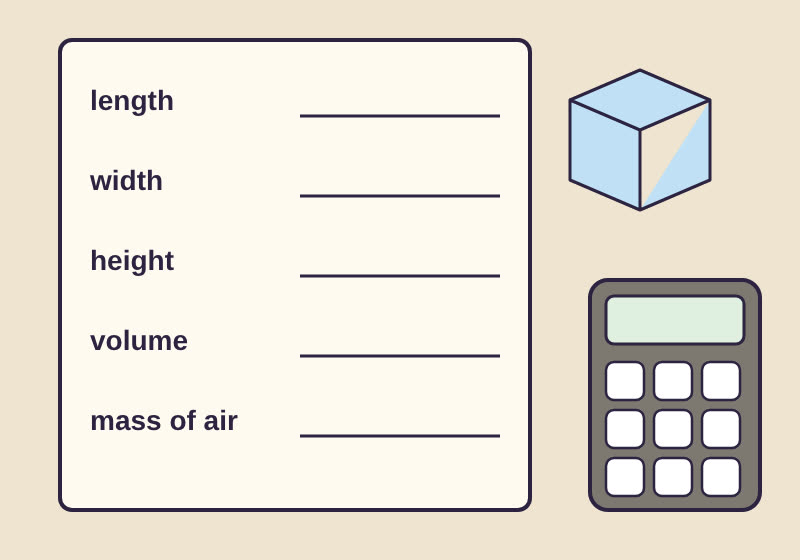 length
width
height
volume
mass of air